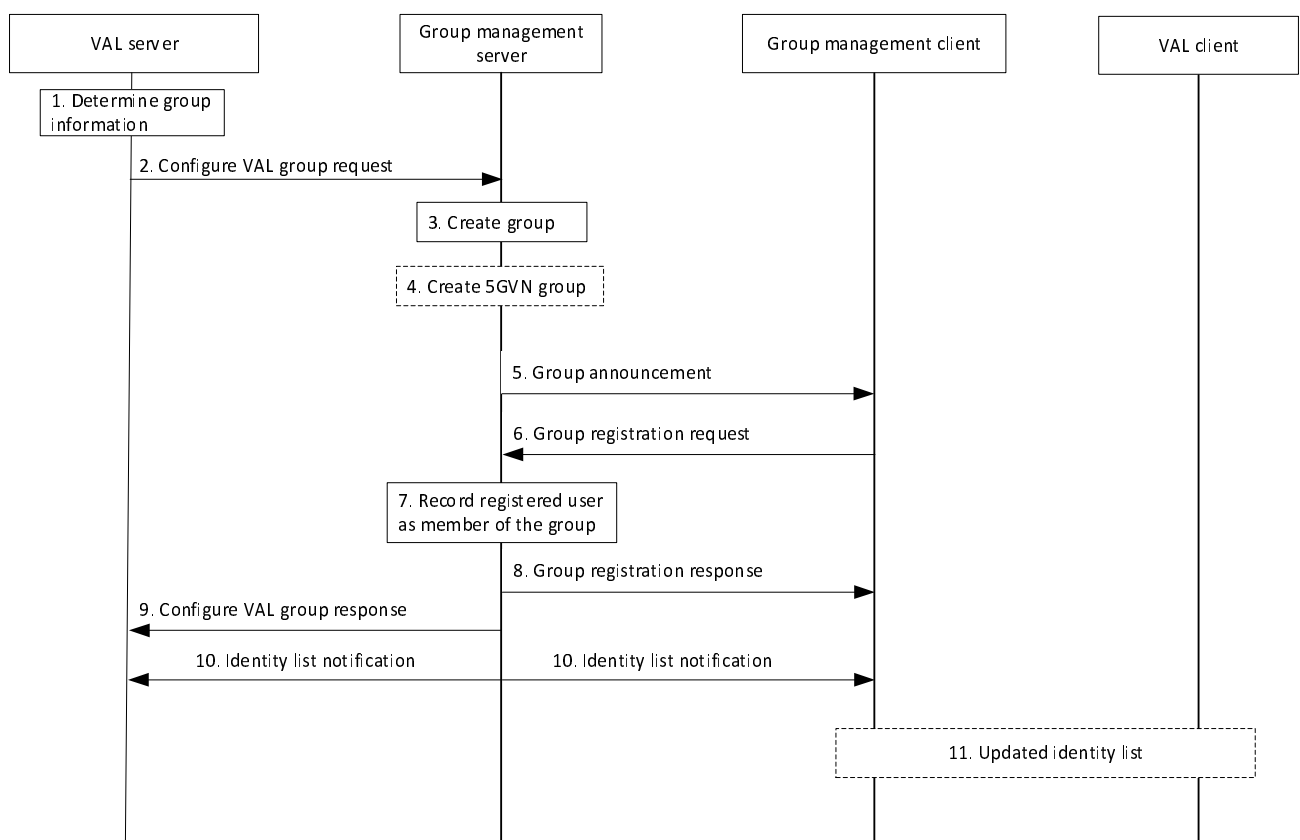 VAL server
Group management
server
Group management client
VAL client
1. Determine group
information
2. Configure VAL group request
3. Create group
4. Create 5GVN group
5. Group announcement
6. Group registration request
7. Record registered user
as member of the group
8. Group registration response
9. Configure VAL group response
10. Identity list notification
10. Identity list notification
11. Updated identity list